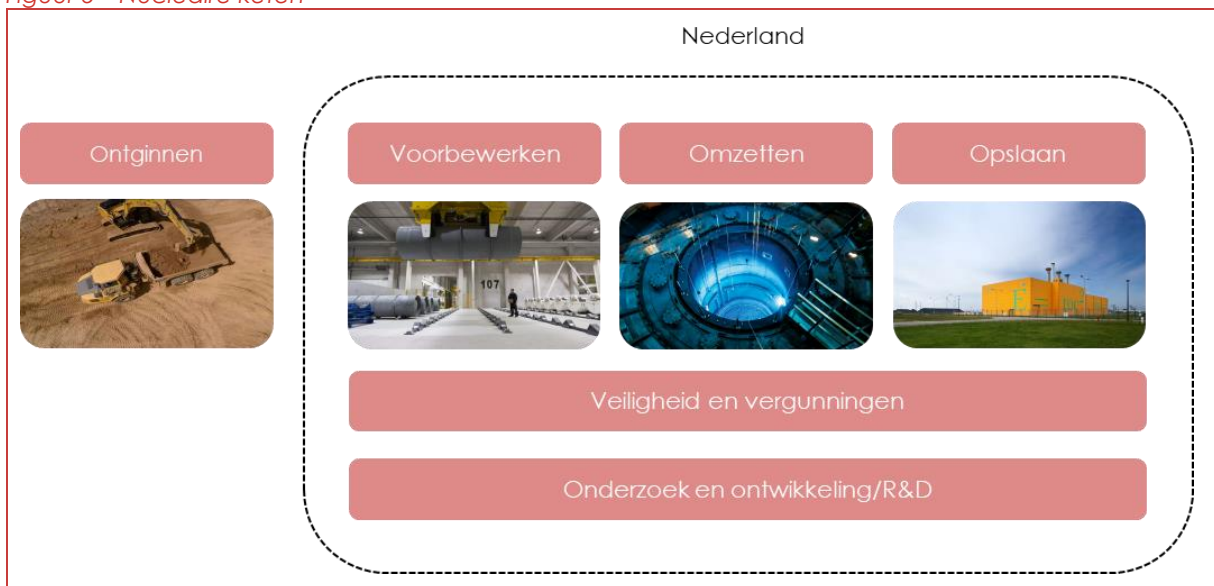 Nederland
Ontginnen
Voorbewerken
Omzetten
Opslaan
107
Veiligheid en vergunningen
Onderzoek en ontwikkeling/R&D